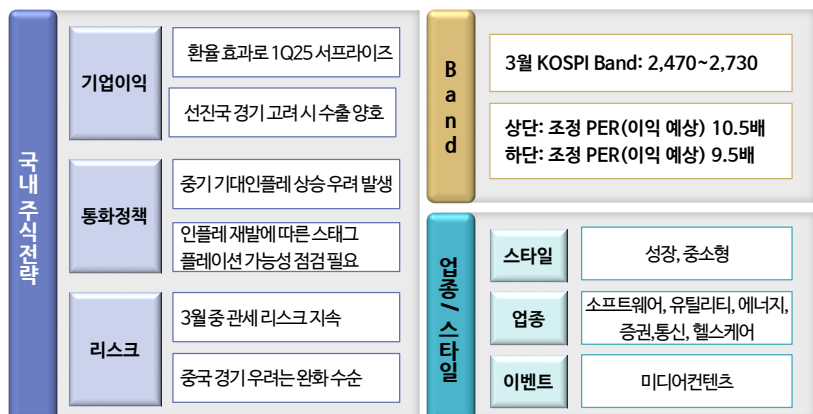 국내 주식전략
기업이익
환율 효과로 1Q25 서프라이즈
선진국 경기 고려 시 수출 양호
통화정책
중기 기대인플레 상승 우려 발생
인플레 재발에 따른 스태그
플레이션 가능성 점검 필요
리스크
3월 중 관세 리스크 지속
중국 경기 우려는 완화 수순
Band
3월 KOSPI Band: 2,470~2,730
상단: 조정 PER(이익 예상) 10.5배
하단: 조정 PER(이익 예상) 9.5배
업종/스타일
스타일
성장, 중소형
업종
소프트웨어, 유틸리티, 에너지,
증권,통신, 헬스케어
이벤트
미디어컨텐츠